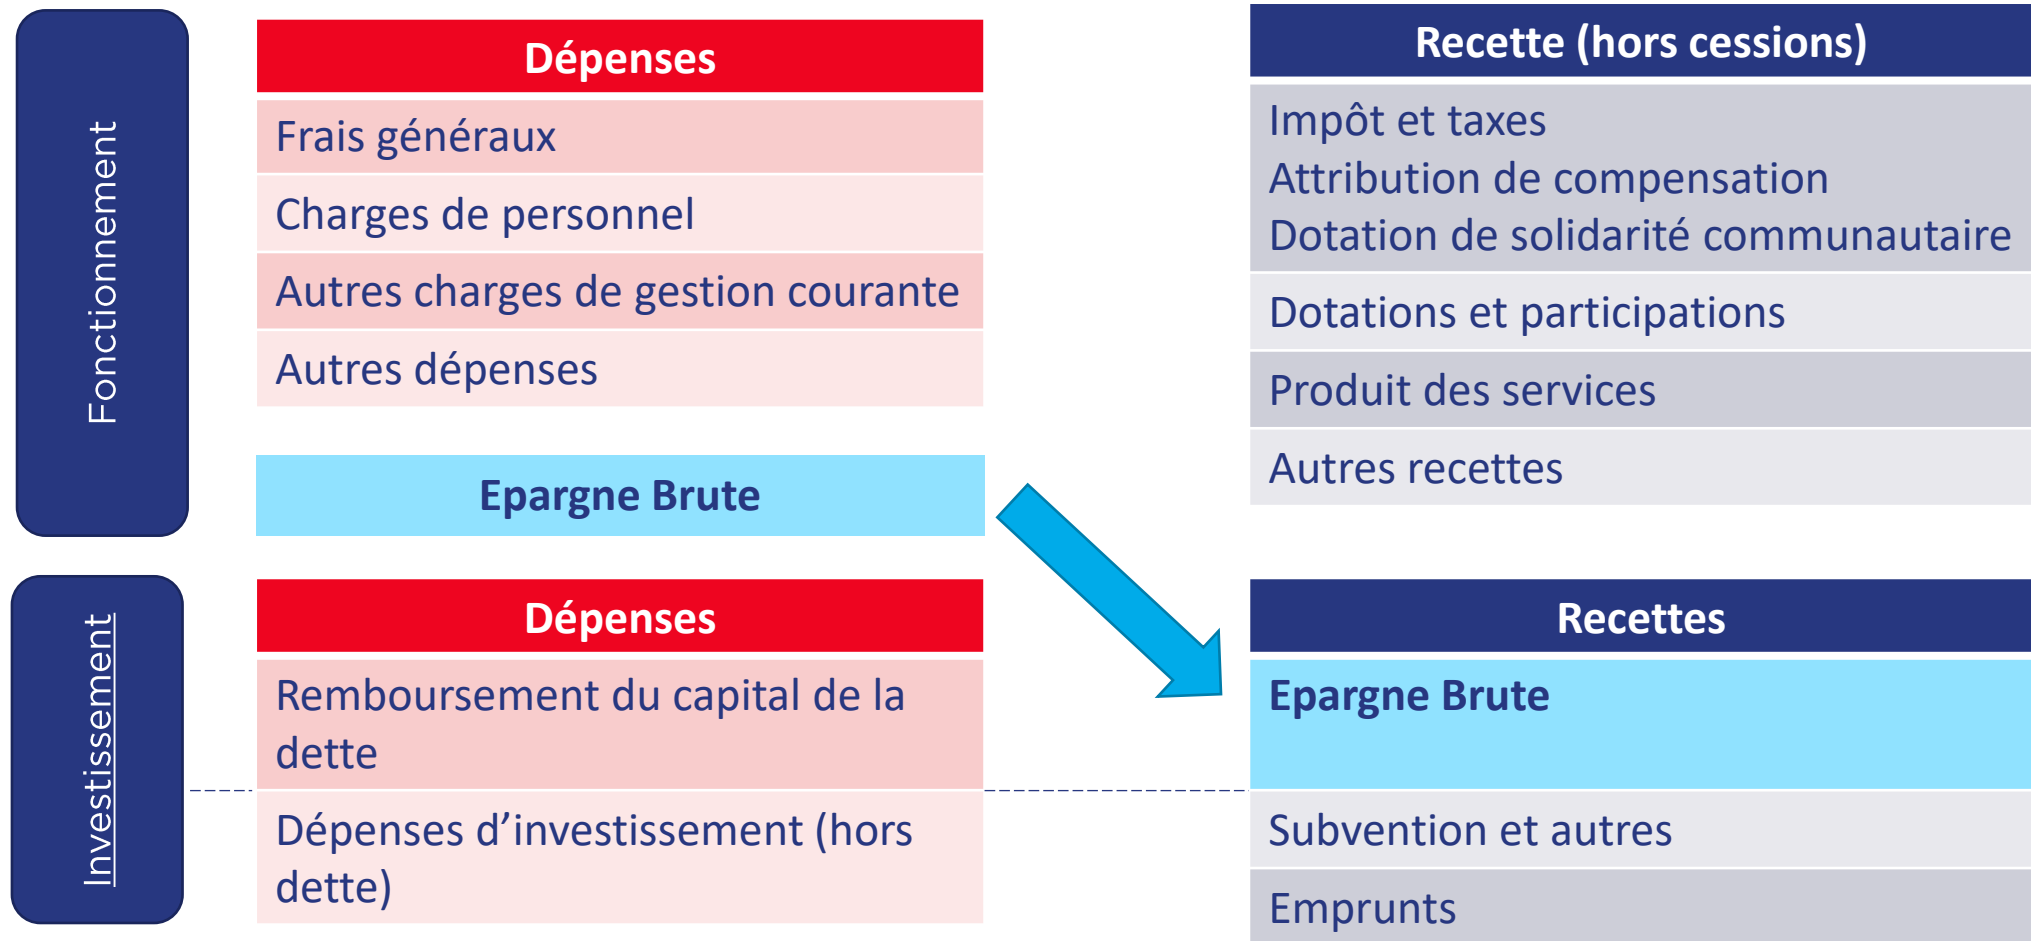 Fonctionnement
Dépenses
Frais généraux
Charges de personnel
Autres charges de gestion courante
Autres dépenses
Epargne Brute
Recette (hors cessions)
Impôt et taxes
Attribution de compensation
Dotation de solidarité communautaire
Dotations et participations
Produit des services
Autres recettes
Investissement
Dépenses
Remboursement du capital de la
dette
Dépenses d’investissement (hors
dette)
Recettes
Epargne Brute
Subvention et autres
Emprunts